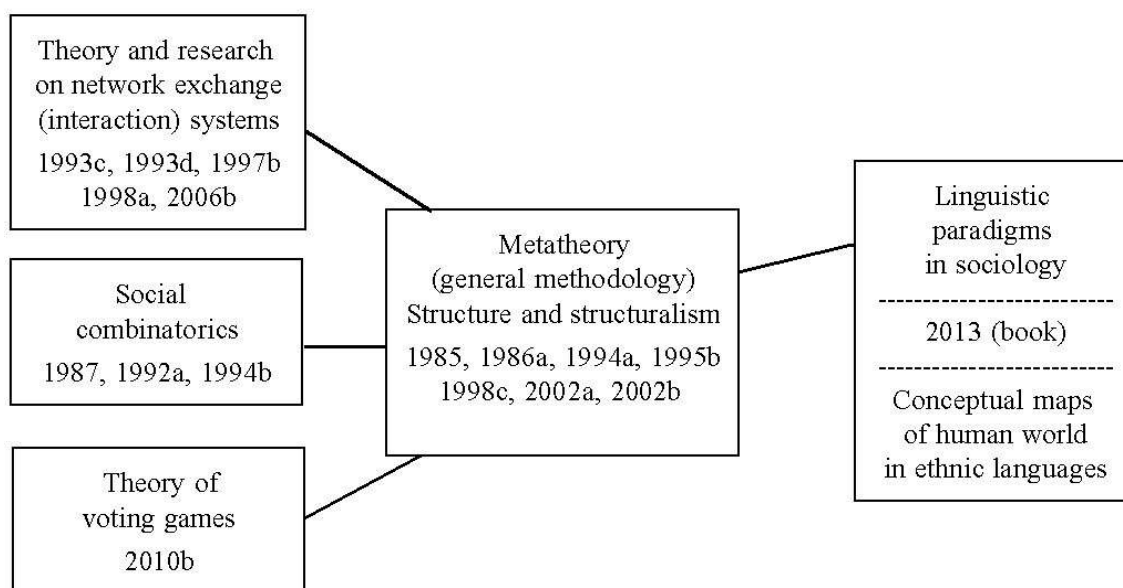 Theory and research
on network exchange
(interaction) systems
1993c, 1993d, 1997b
1998a, 2006b
Social
combinatorics
1987, 1992a, 1994b
Theory of
voting games
2010b
Metatheory
(general methodology)
Structure and structuralism
1985, 1986a, 1994a, 1995b
1998c, 2002a, 2002b
Linguistic
paradigms
in sociology
2013 (book)
Conceptual maps
of human world
in ethnic languages